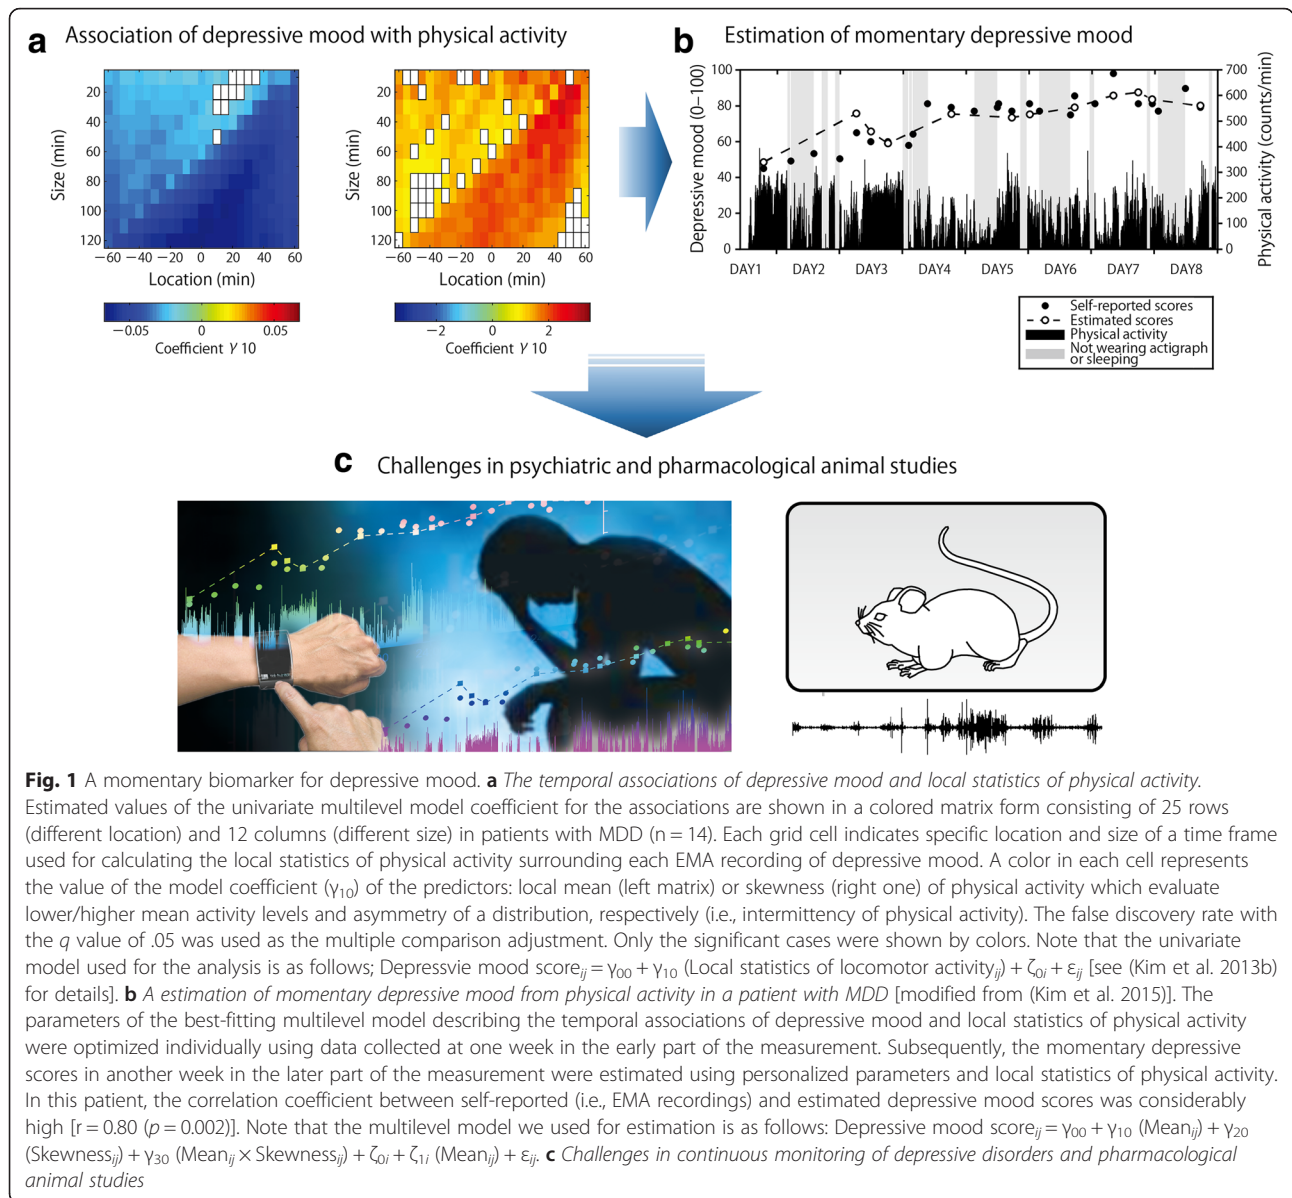 a Association of depressive mood with physical activity
20
40
60
80
100
120
Size (min)
−60 −40 −20 0 20 40 60
Location (min)
−0.05 0 0.05
Coefficient γ 10
20
40
60
80
100
120
Size (min)
−60 −40 −20 0 20 40 60
Location (min)
−2 0 2
Coefficient γ 10
b Estimation of momentary depressive mood
Depressive mood (0–100)
100
80
60
40
20
0
700
600
500
400
300
200
100
0
Physical activity (counts/min)
DAY1 DAY2 DAY3 DAY4 DAY5 DAY6 DAY7 DAY8
Self-reported scores
Estimated scores
Physical activity
Not wearing actigraph
or sleeping
c Challenges in psychiatric and pharmacological animal studies
Fig. 1 A momentary biomarker for depressive mood. a The temporal associations of depressive mood and local statistics of physical activity.
Estimated values of the univariate multilevel model coefficient for the associations are shown in a colored matrix form consisting of 25 rows
(different location) and 12 columns (different size) in patients with MDD (n = 14). Each grid cell indicates specific location and size of a time frame
used for calculating the local statistics of physical activity surrounding each EMA recording of depressive mood. A color in each cell represents
the value of the model coefficient (γ10) of the predictors: local mean (left matrix) or skewness (right one) of physical activity which evaluate
lower/higher mean activity levels and asymmetry of a distribution, respectively (i.e., intermittency of physical activity). The false discovery rate with
the q value of .05 was used as the multiple comparison adjustment. Only the significant cases were shown by colors. Note that the univariate
model used for the analysis is as follows; Depressvie mood scoreij = γ00 + γ10 (Local statistics of locomotor activityij) + ζ0i + εij [see (Kim et al. 2013b)
for details]. b A estimation of momentary depressive mood from physical activity in a patient with MDD [modified from (Kim et al. 2015)]. The
parameters of the best-fitting multilevel model describing the temporal associations of depressive mood and local statistics of physical activity
were optimized individually using data collected at one week in the early part of the measurement. Subsequently, the momentary depressive
scores in another week in the later part of the measurement were estimated using personalized parameters and local statistics of physical activity.
In this patient, the correlation coefficient between self-reported (i.e., EMA recordings) and estimated depressive mood scores was considerably
high [r = 0.80 (p = 0.002)]. Note that the multilevel model we used for estimation is as follows: Depressive mood scoreij = γ00 + γ10 (Meanij) + γ20
(Skewnessij) + γ30 (Meanij × Skewnessij) + ζ0i + ζ1i (Meanij) + εij. c Challenges in continuous monitoring of depressive disorders and pharmacological
animal studies